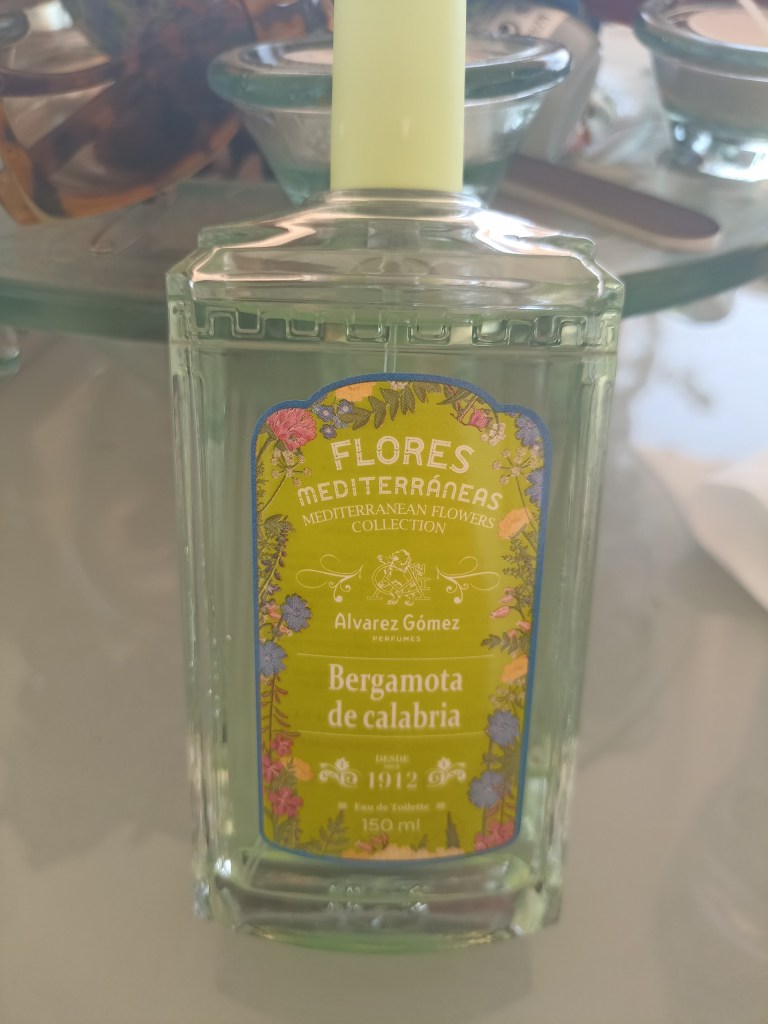 FLORES
MEDITERRÁNEAS
MEDITERRANEAN FLOWERS
COLLECTION
Alvarez Gómez
PERFUMES
Bergamota
de calabria
DESDE
1912
Eau de Toilette
150 ml